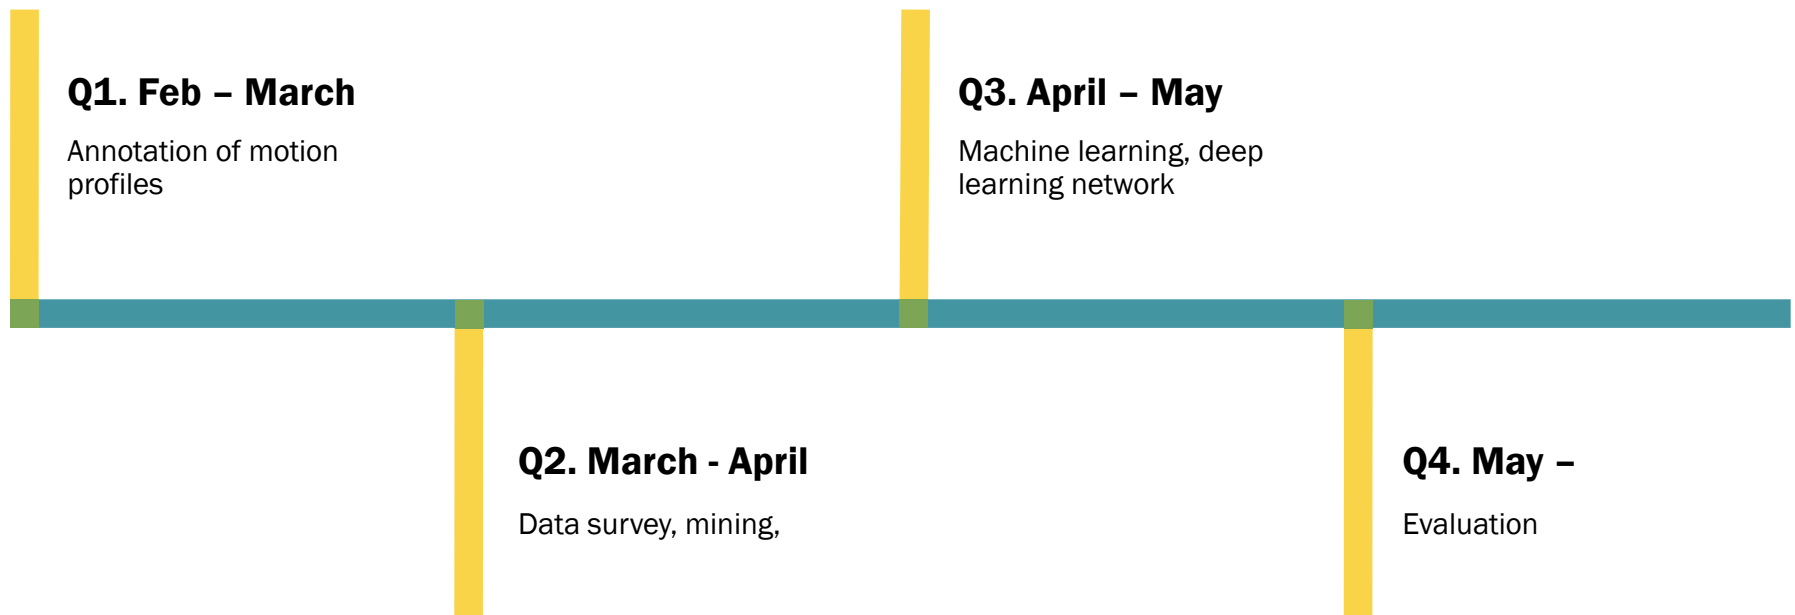 Q1. Feb – March
Annotation of motion
profiles
Q2. March - April
Data survey, mining,
Q3. April – May
Machine learning, deep
learning network
Q4. May –
Evaluation